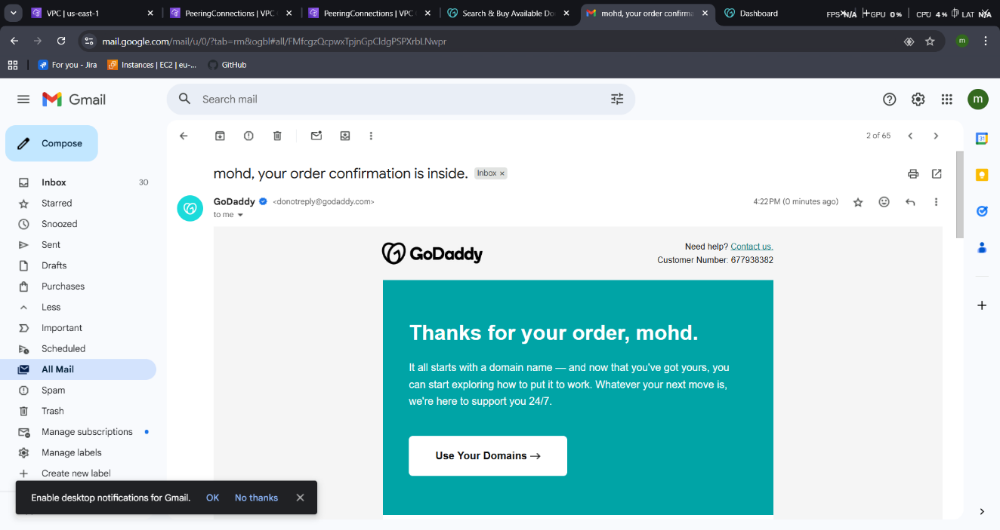 VPC | us-east-1
PeeringConnections | VPC
PeeringConnections | VPC
Search & Buy Available Do
mohd, your order confirma
Dashboard
FPS N/A GPU 0% CPU 4% LAT N/A
mail.google.com/mail/u/0/?tab=rm&ogbl#all/FMfcgzQcpwxTpjnGpCldgPSPXrbLNwpr
m
For you - Jira
Instances | EC2 | eu-...
GitHub
Gmail
Search mail
m
Compose
2 of 65
Inbox 30
Starred
Snoozed
Sent
Drafts
Purchases
Less
Important
Scheduled
All Mail
Spam
Trash
Manage subscriptions
Manage labels
Create new label
mohd, your order confirmation is inside. Inbox x
GoDaddy <donotreply@godaddy.com>
4:22 PM (0 minutes ago)
to me
GoDaddy
Need help? Contact us.
Customer Number: 677938382
Thanks for your order, mohd.
It all starts with a domain name — and now that you've got yours, you
can start exploring how to put it to work. Whatever your next move is,
we're here to support you 24/7.
Use Your Domains →
Enable desktop notifications for Gmail. OK No thanks
31